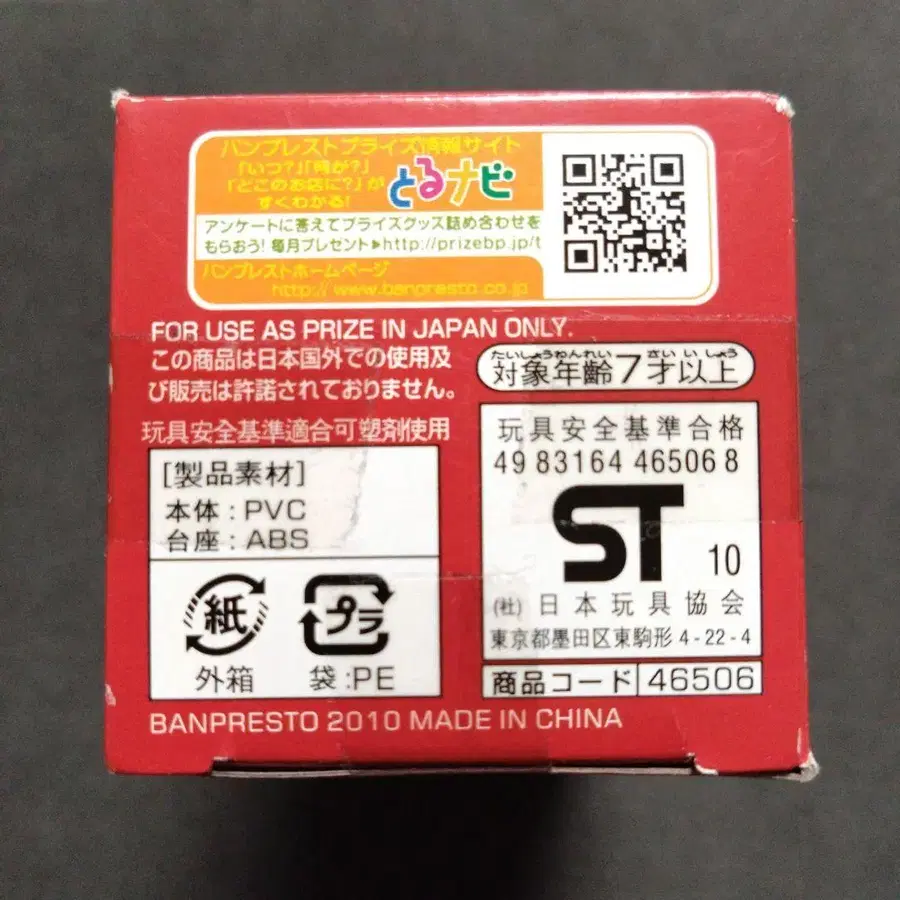 バンプレストプライズ情報サイト
「いつ?」「何が?」
「どこのお店に?」が
すぐわかる!
とるナビ
アンケートに答えてプライズグッズ詰め合わせを
もらおう! 毎月プレゼント▶http://prizebp.jp/t
バンプレストホームページ
http:// www.banpresto.co.jp
FOR USE AS PRIZE IN JAPAN ONLY.
この商品は日本国外での使用及
び販売は許諾されておりません。
たいしょうねんれい さいいじょう
対象年齢7才以上
玩具安全基準適合可塑剤使用
[製品素材]
本体 : PVC
台座 : ABS
紙
外箱
プラ
袋 :PE
玩具安全基準合格
49 83164 46506 8
ST 10
(社) 日本玩具協会
東京都墨田区東駒形 4-22-4
商品コード 46506
BANPRESTO 2010 MADE IN CHINA